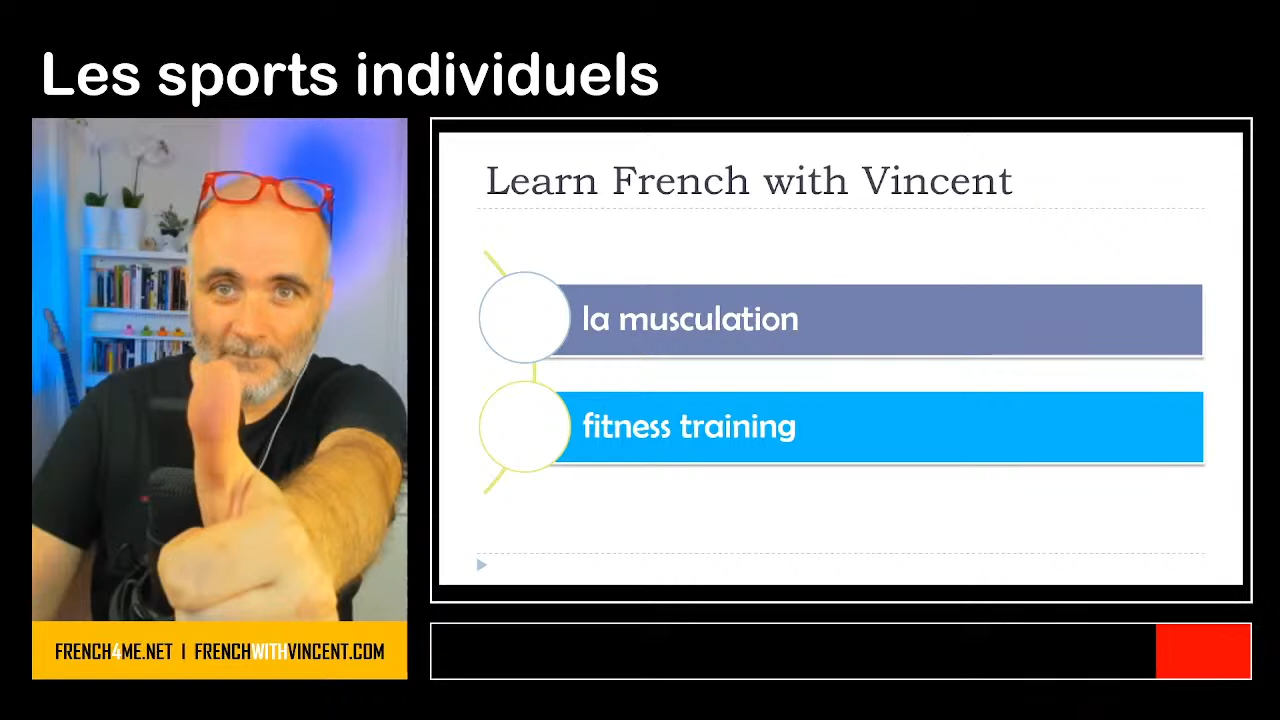 Les sports individuels
Learn French with Vincent
la musculation
fitness training
FRENCH4ME.NET I FRENCHWITHVINCENT.COM